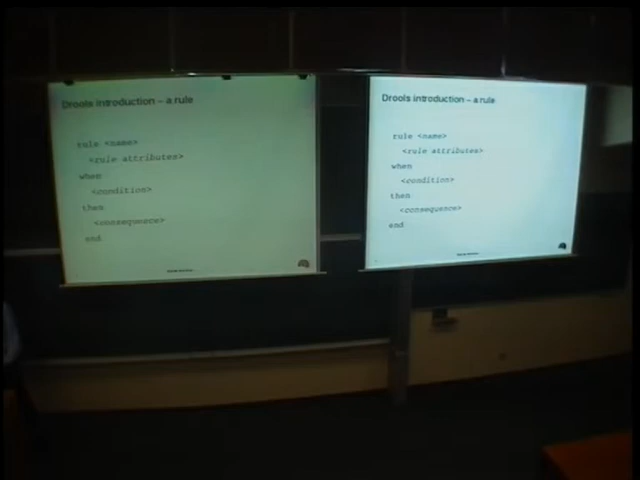 Drools introduction – a rule
rule <name>
<rule attributes>
when
<condition>
then
<consequence>
end
Drools introduction – a rule
rule <name>
<rule attributes>
when
<condition>
then
<consequence>
end